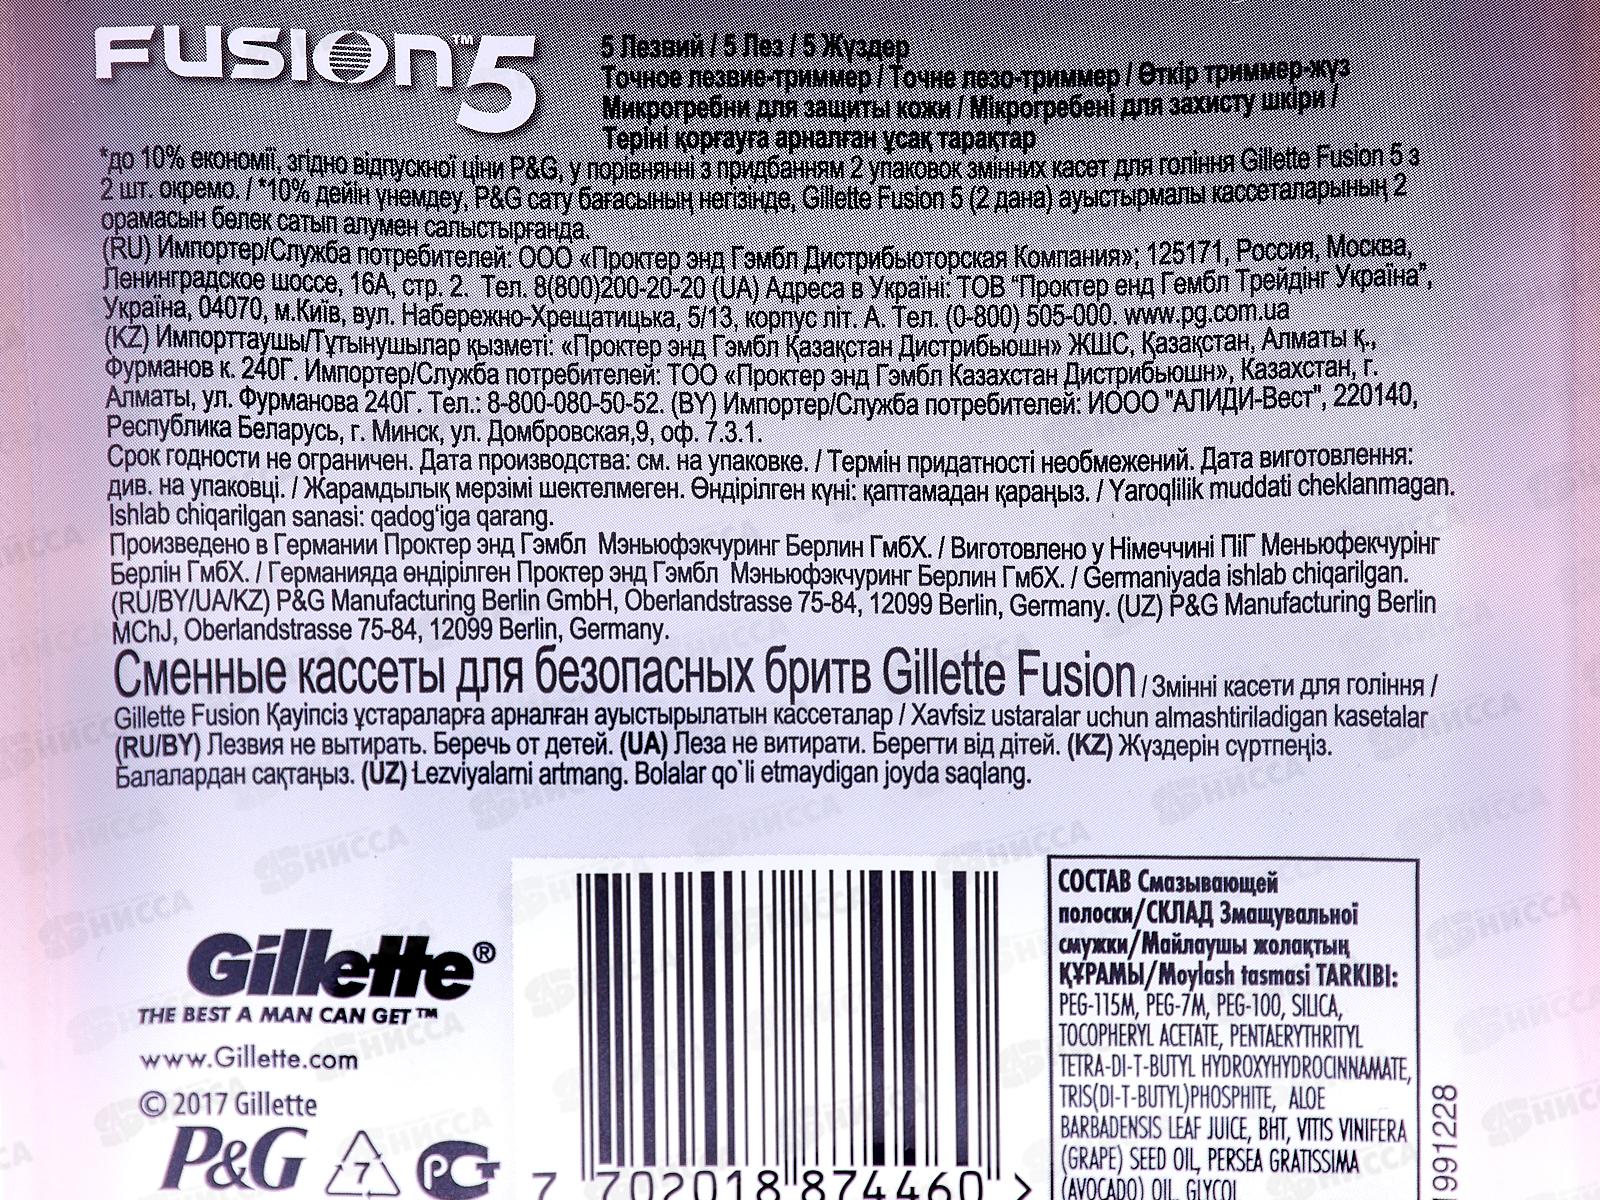 FUSION™5
5 Лезвий / 5 Лез / 5 Жүздер
Точное лезвие-триммер / Точне лезо-триммер / Өткір триммер-жүз
Микрогребни для защиты кожи / Мікрогребені для захисту шкіри /
Теріні қорғауға арналған ұсақ тарақтар
*до 10% економії, згідно відпускної ціни P&G, у порівнянні з придбанням 2 упаковок змінних касет для гоління Gillette Fusion 5 з
2 шт. окремо. / *10% дейін үнемдеу, P&G сату бағасының негізінде, Gillette Fusion 5 (2 дана) ауыстырмалы кассеталарының 2
орамасын бөлек сатып алумен салыстырғанда.
(RU) Импортер/Служба потребителей: ООО «Проктер энд Гэмбл Дистрибьюторская Компания»; 125171, Россия, Москва,
Ленинградское шоссе, 16А, стр. 2. Тел. 8(800)200-20-20 (UA) Адреса в Україні: ТОВ "Проктер енд Гембл Трейдінг Україна",
Україна, 04070, м.Київ, вул. Набережно-Хрещатицька, 5/13, корпус літ. А. Тел. (0-800) 505-000. www.pg.com.ua
(KZ) Импорттаушы/Тұтынушылар қызметі: «Проктер энд Гэмбл Қазақстан Дистрибьюшн» ЖШС, Қазақстан, Алматы қ.,
Фурманов к. 240Г. Импортер/Служба потребителей: ТОО «Проктер энд Гэмбл Казахстан Дистрибьюшн», Казахстан, г.
Алматы, ул. Фурманова 240Г. Тел.: 8-800-080-50-52. (BY) Импортер/Служба потребителей: ИООО "АЛИДИ-Вест", 220140,
Республика Беларусь, г. Минск, ул. Домбровская,9, оф. 7.3.1.
Срок годности не ограничен. Дата производства: см. на упаковке. / Термін придатності необмежений. Дата виготовлення:
див. на упаковці. / Жарамдылық мерзімі шектелмеген. Өндірілген күні: қаптамадан қараңыз. / Yaroqlilik muddati cheklanmagan.
Ishlab chiqarilgan sanasi: qadog‘iga qarang.
Произведено в Германии Проктер энд Гэмбл Мэньюфэкчуринг Берлин ГмбХ. / Виготовлено у Німеччині ПіГ Меньюфекчурінг
Берлін ГмбХ. / Германияда өндірілген Проктер энд Гэмбл Мэньюфэкчуринг Берлин ГмбХ. / Germaniyada ishlab chiqarilgan.
(RU/BY/UA/KZ) P&G Manufacturing Berlin GmbH, Oberlandstrasse 75-84, 12099 Berlin, Germany. (UZ) P&G Manufacturing Berlin
MChJ, Oberlandstrasse 75-84, 12099 Berlin, Germany.
Сменные кассеты для безопасных бритв Gillette Fusion / Змінні касети для гоління /
Gillette Fusion Қауіпсіз ұстараларға арналған ауыстырылатын кассеталар / Xavfsiz ustaralar uchun almashtiriladigan kasetalar
(RU/BY) Лезвия не вытирать. Беречь от детей. (UA) Леза не витирати. Берегти від дітей. (KZ) Жүздерін сүртпеңіз.
Балалардан сақтаңыз. (UZ) Lezviyalarni artmang. Bolalar qo`li etmaydigan joyda saqlang.
Gillette®
THE BEST A MAN CAN GET™
www.Gillette.com
© 2017 Gillette
P&G
7
РСТ
7 702018 874460 >
СОСТАВ Смазывающей
полоски/СКЛАД Змащувальної
смужки/Майлаушы жолақтың
ҚҰРАМЫ/Moylash tasmasi TARKIBI:
PEG-115M, PEG-7M, PEG-100, SILICA,
TOCOPHERYL ACETATE, PENTAERYTHRITYL
TETRA-DI-T-BUTYL HYDROXYHYDROCINNAMATE,
TRIS(DI-T-BUTYL)PHOSPHITE, ALOE
BARBADENSIS LEAF JUICE, BHT, VITIS VINIFERA
(GRAPE) SEED OIL, PERSEA GRATISSIMA
(AVOCADO) OIL, GLYCOL
991228
НИССА